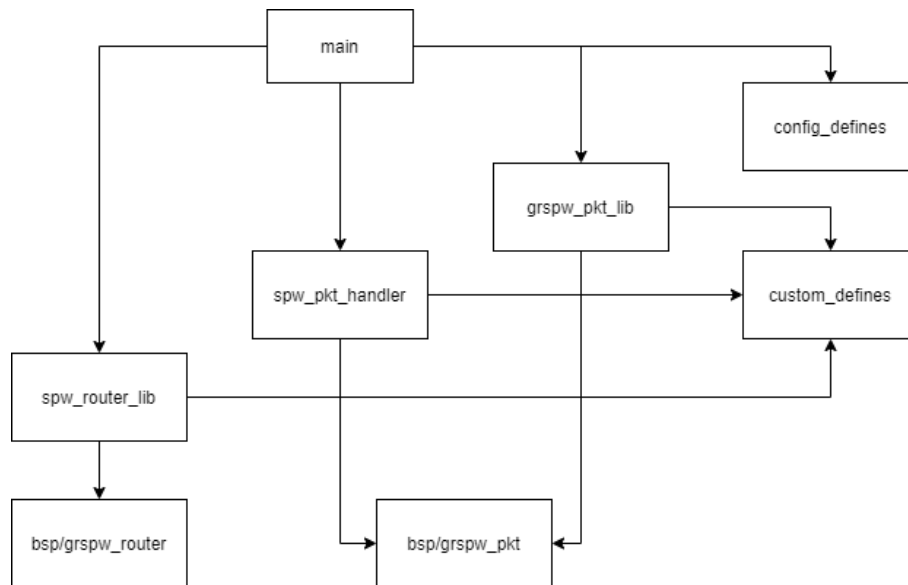 main
config_defines
grspw_pkt_lib
spw_pkt_handler
custom_defines
spw_router_lib
bsp/grspw_router
bsp/grspw_pkt